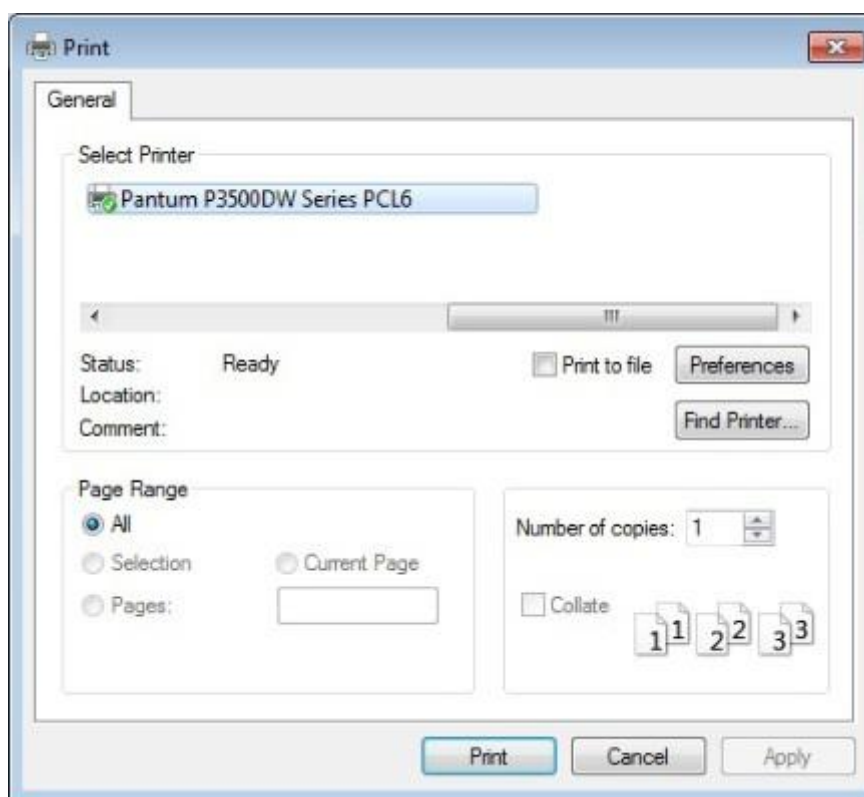 Print
General
Select Printer
Pantum P3500DW Series PCL6
Status: Ready Print to file Preferences
Location:
Comment: Find Printer...
Page Range
All
Selection Current Page
Pages:
Number of copies: 1
Collate
1 1 2 2 3 3
Print Cancel Apply